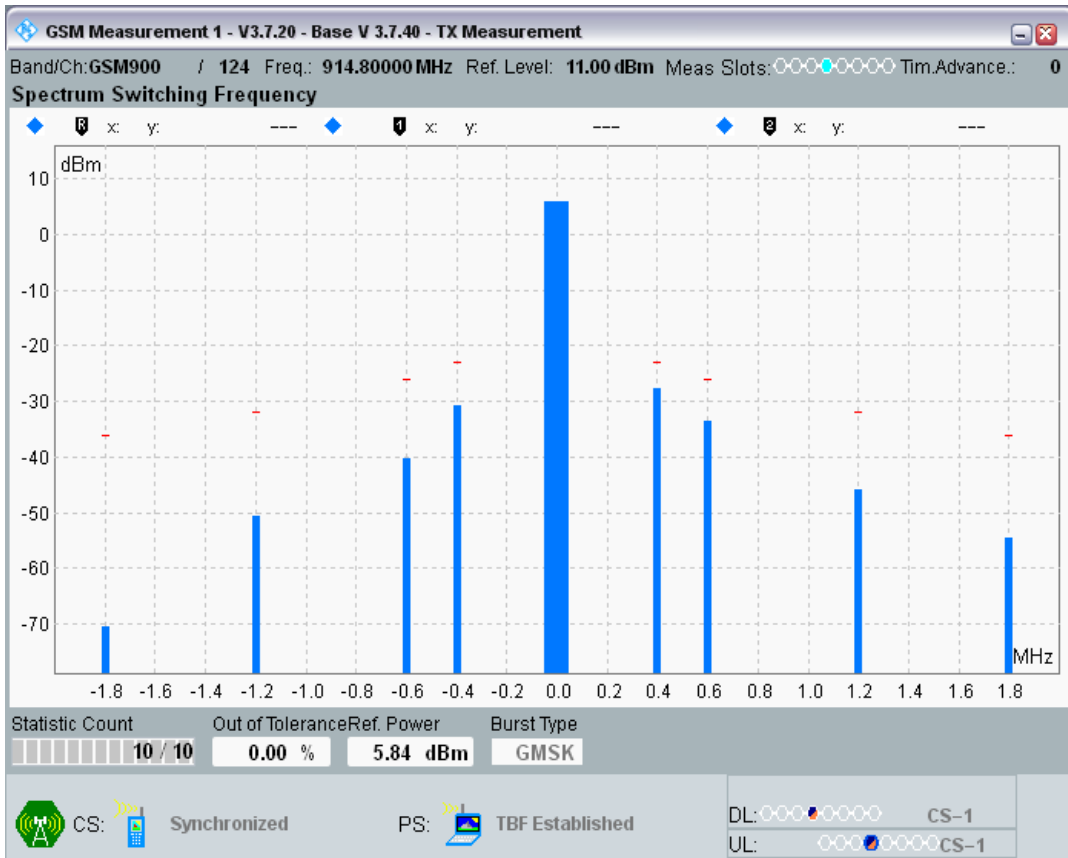 GSM Measurement 1 - V3.7.20 - Base V 3.7.40 - TX Measurement
Band/Ch:GSM900 / 124 Freq.: 914.80000 MHz Ref. Level: 11.00 dBm Meas Slots: Tim.Advance.: 0
Spectrum Switching Frequency
R x: y: --- 1 x: y: --- 2 x: y: ---
dBm
10
0
-10
-20
-30
-40
-50
-60
-70
MHz
-1.8 -1.6 -1.4 -1.2 -1.0 -0.8 -0.6 -0.4 -0.2 0.0 0.2 0.4 0.6 0.8 1.0 1.2 1.4 1.6 1.8
Statistic Count Out of Tolerance Ref. Power Burst Type
10 / 10 0.00 % 5.84 dBm GMSK
CS: Synchronized PS: TBF Established
DL: CS-1
UL: CS-1